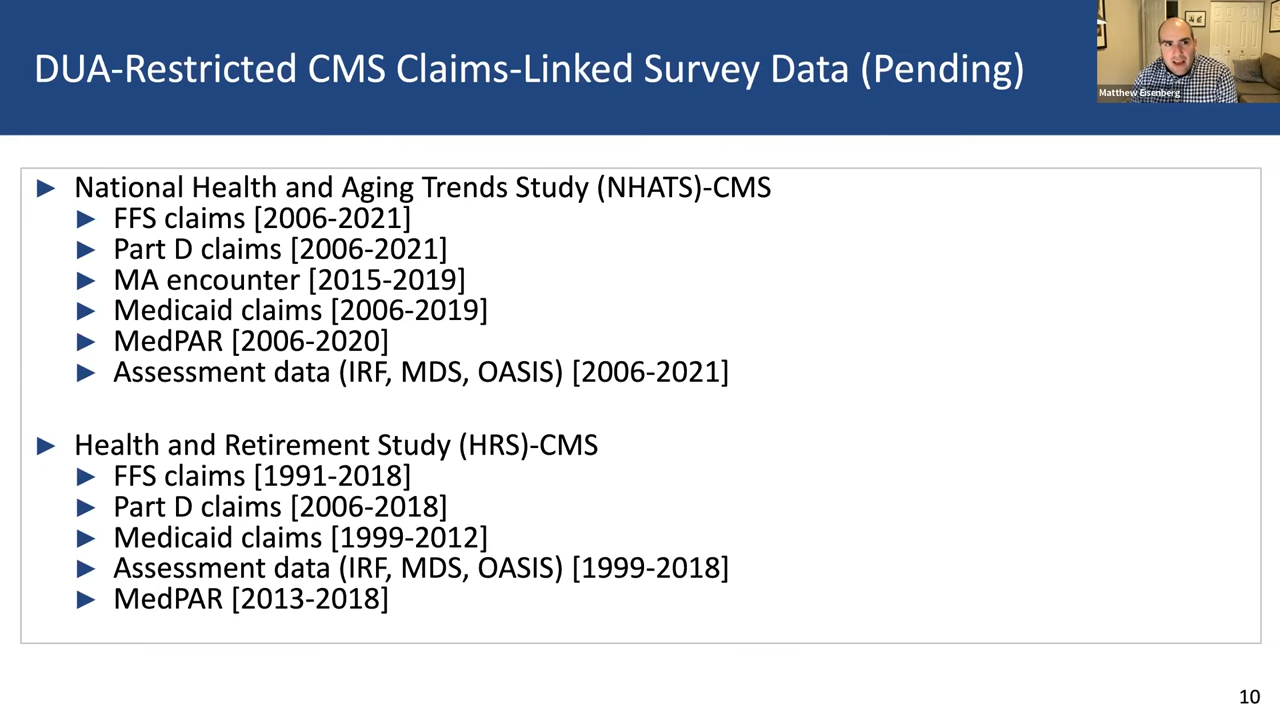 DUA-Restricted CMS Claims-Linked Survey Data (Pending)
Matthew Eisenberg
► National Health and Aging Trends Study (NHATS)-CMS
► FFS claims [2006-2021]
► Part D claims [2006-2021]
► MA encounter [2015-2019]
► Medicaid claims [2006-2019]
► MedPAR [2006-2020]
► Assessment data (IRF, MDS, OASIS) [2006-2021]
► Health and Retirement Study (HRS)-CMS
► FFS claims [1991-2018]
► Part D claims [2006-2018]
► Medicaid claims [1999-2012]
► Assessment data (IRF, MDS, OASIS) [1999-2018]
► MedPAR [2013-2018]
10